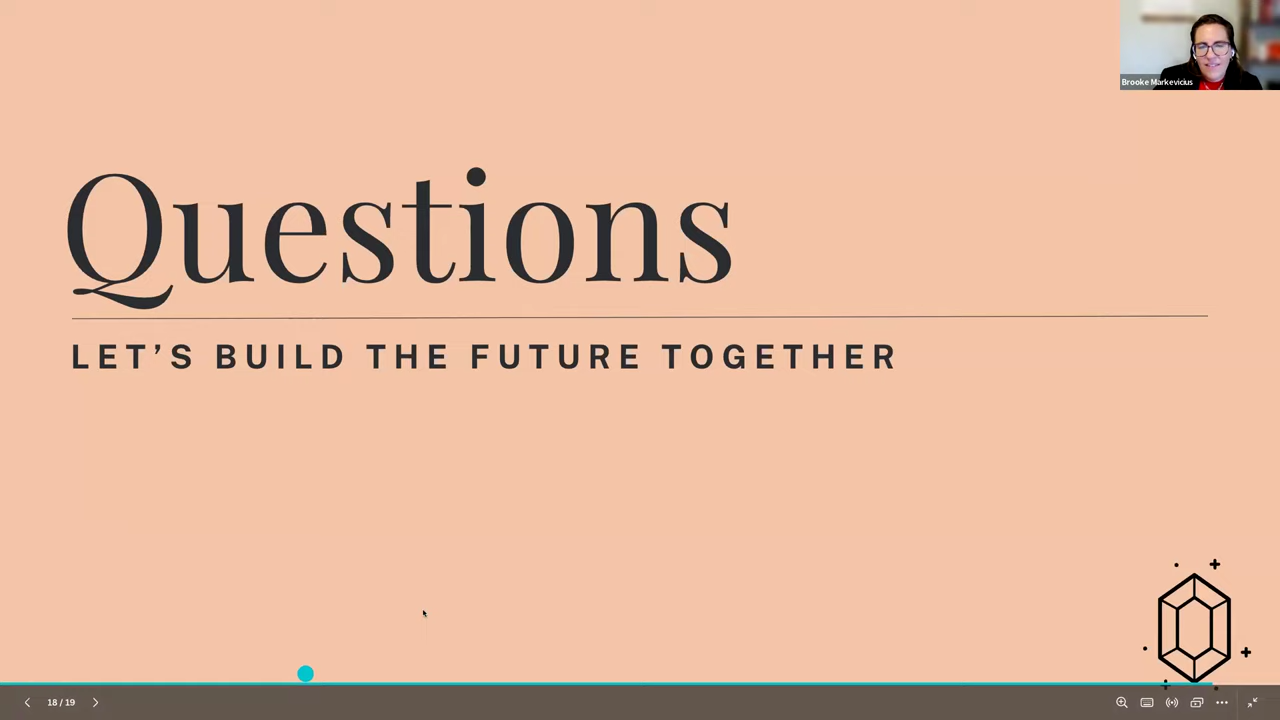 Brooke Markevicius
Questions
LET’S BUILD THE FUTURE TOGETHER
18 / 19